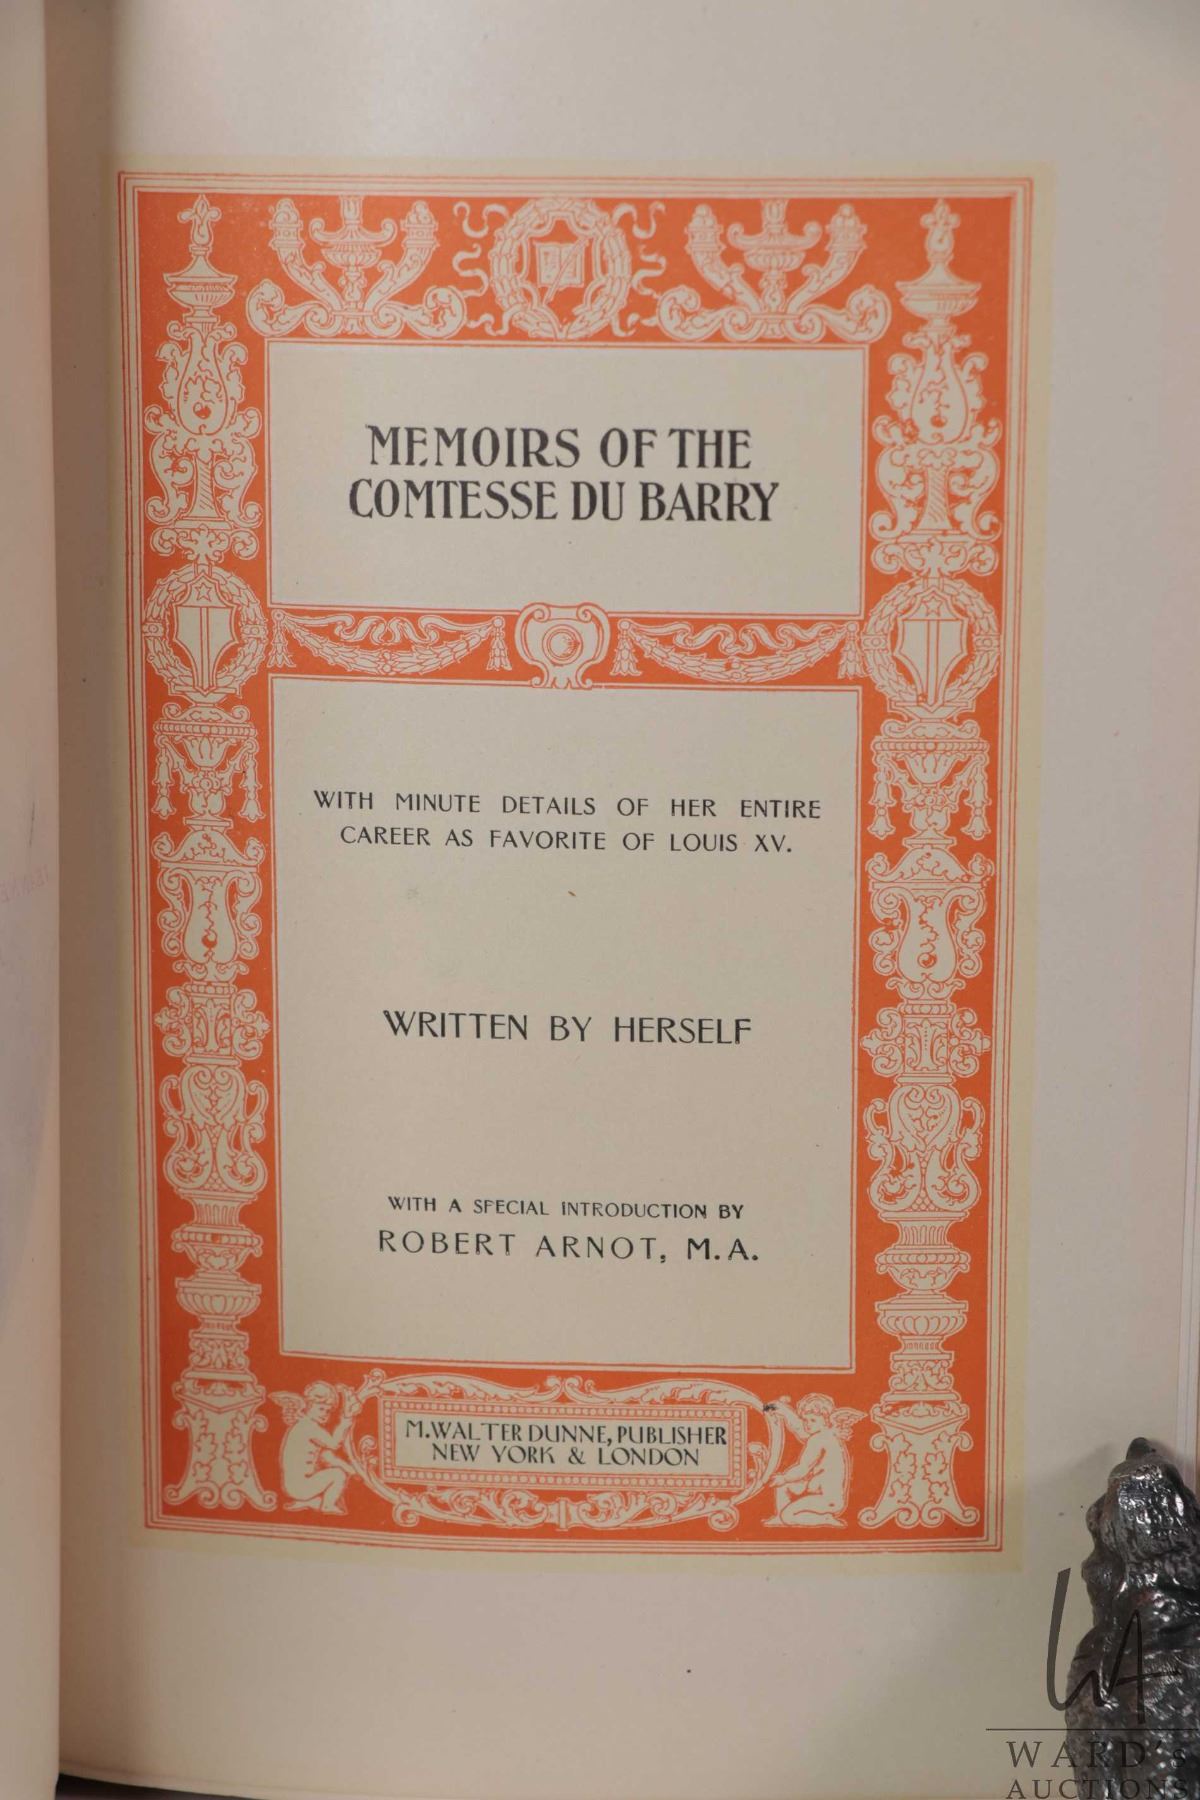 MEMOIRS OF THE
COMTESSE DU BARRY
WITH MINUTE DETAILS OF HER ENTIRE
CAREER AS FAVORITE OF LOUIS XV.
WRITTEN BY HERSELF
WITH A SPECIAL INTRODUCTION BY
ROBERT ARNOT, M.A.
M. WALTER DUNNE, PUBLISHER
NEW YORK & LONDON
WA
WARD's
AUCTIONS